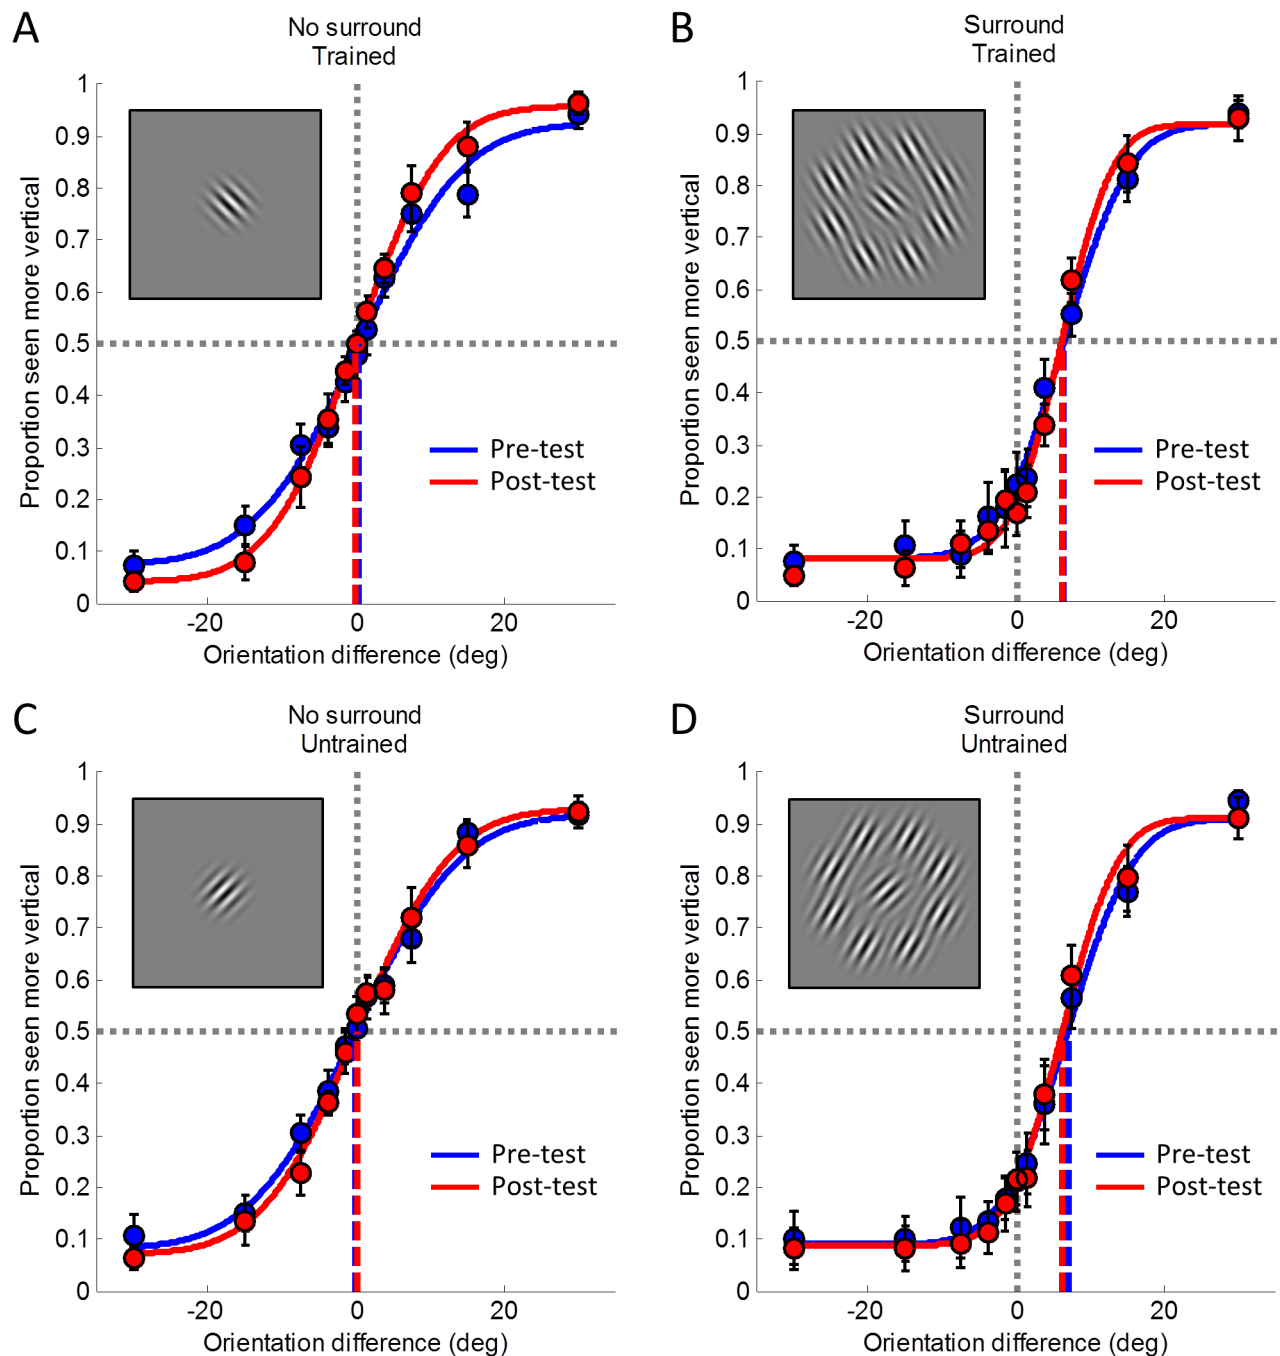 A
No surround
Trained
1
0.9
0.8
0.7
0.6
0.5
0.4
0.3
0.2
0.1
0
Proportion seen more vertical
Pre-test
Post-test
-20
0
20
Orientation difference (deg)
B
Surround
Trained
1
0.9
0.8
0.7
0.6
0.5
0.4
0.3
0.2
0.1
0
Proportion seen more vertical
Pre-test
Post-test
-20
0
20
Orientation difference (deg)
C
No surround
Untrained
1
0.9
0.8
0.7
0.6
0.5
0.4
0.3
0.2
0.1
0
Proportion seen more vertical
Pre-test
Post-test
-20
0
20
Orientation difference (deg)
D
Surround
Untrained
1
0.9
0.8
0.7
0.6
0.5
0.4
0.3
0.2
0.1
0
Proportion seen more vertical
Pre-test
Post-test
-20
0
20
Orientation difference (deg)